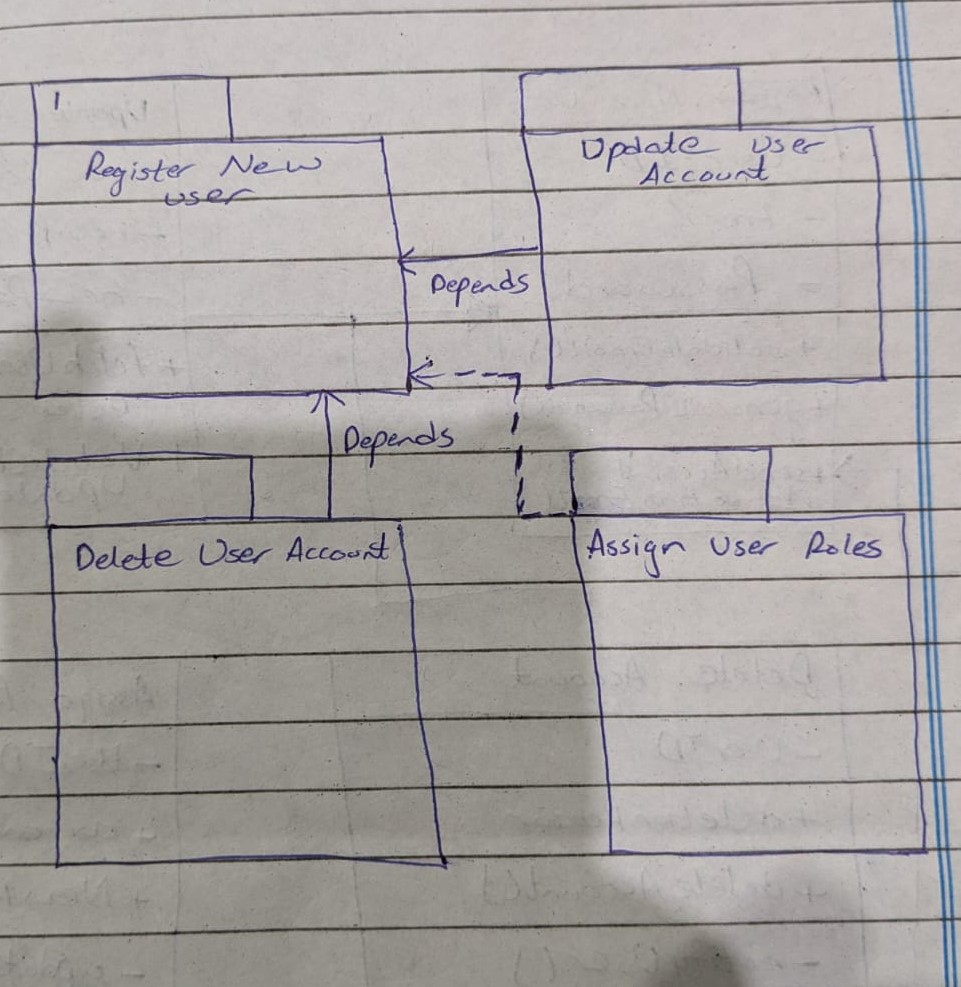 Register New
user
Update User
Account
Depends
Depends
Delete User Account
Assign User Roles